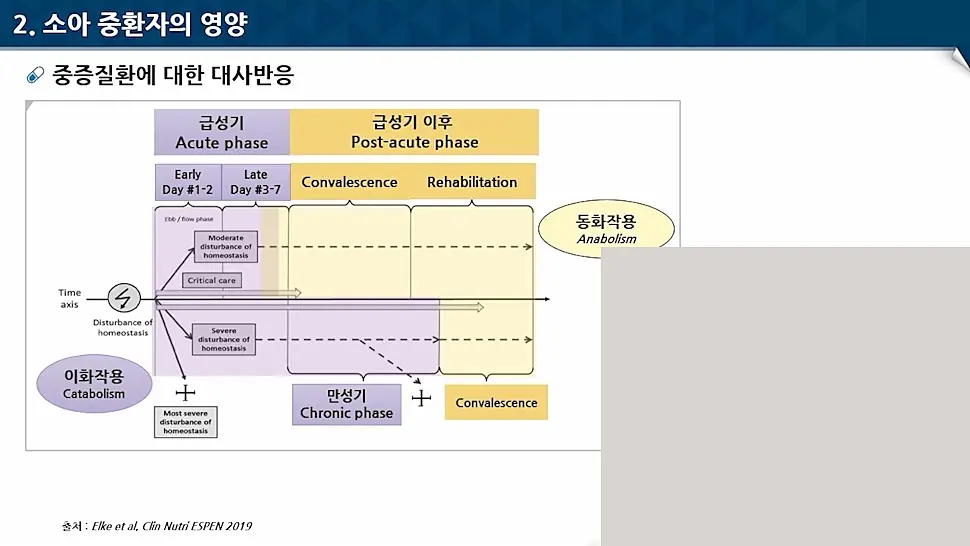 2. 소아 중환자의 영양
중증질환에 대한 대사반응
급성기
Acute phase
급성기 이후
Post-acute phase
Early
Day #1-2
Late
Day #3-7
Convalescence
Rehabilitation
Ebb / flow phase
동화작용
Anabolism
Moderate
disturbance of
homeostasis
Critical care
Time
axis
Disturbance of
homeostasis
Severe
disturbance of
homeostasis
이화작용
Catabolism
Most severe
disturbance of
homeostasis
만성기
Chronic phase
Convalescence
출처 : Elke et al, Clin Nutri ESPEN 2019